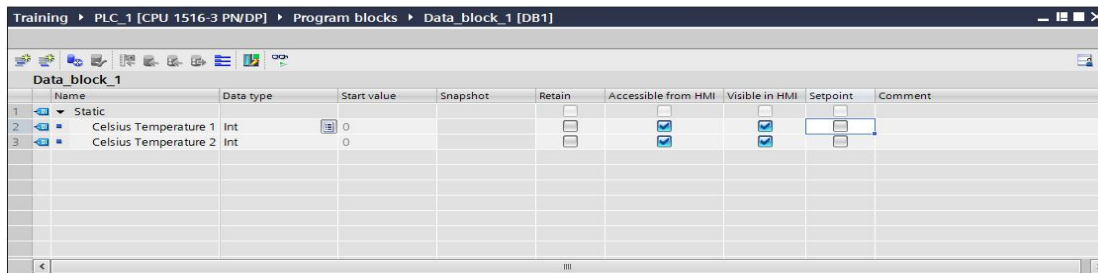 Training ▸ PLC_1 [CPU 1516-3 PN/DP] ▸ Program blocks ▸ Data_block_1 [DB1]
Data_block_1
Name Data type Start value Snapshot Retain Accessible from HMI Visible in HMI Setpoint Comment
1 Static
2 Celsius Temperature 1 Int 0
3 Celsius Temperature 2 Int 0